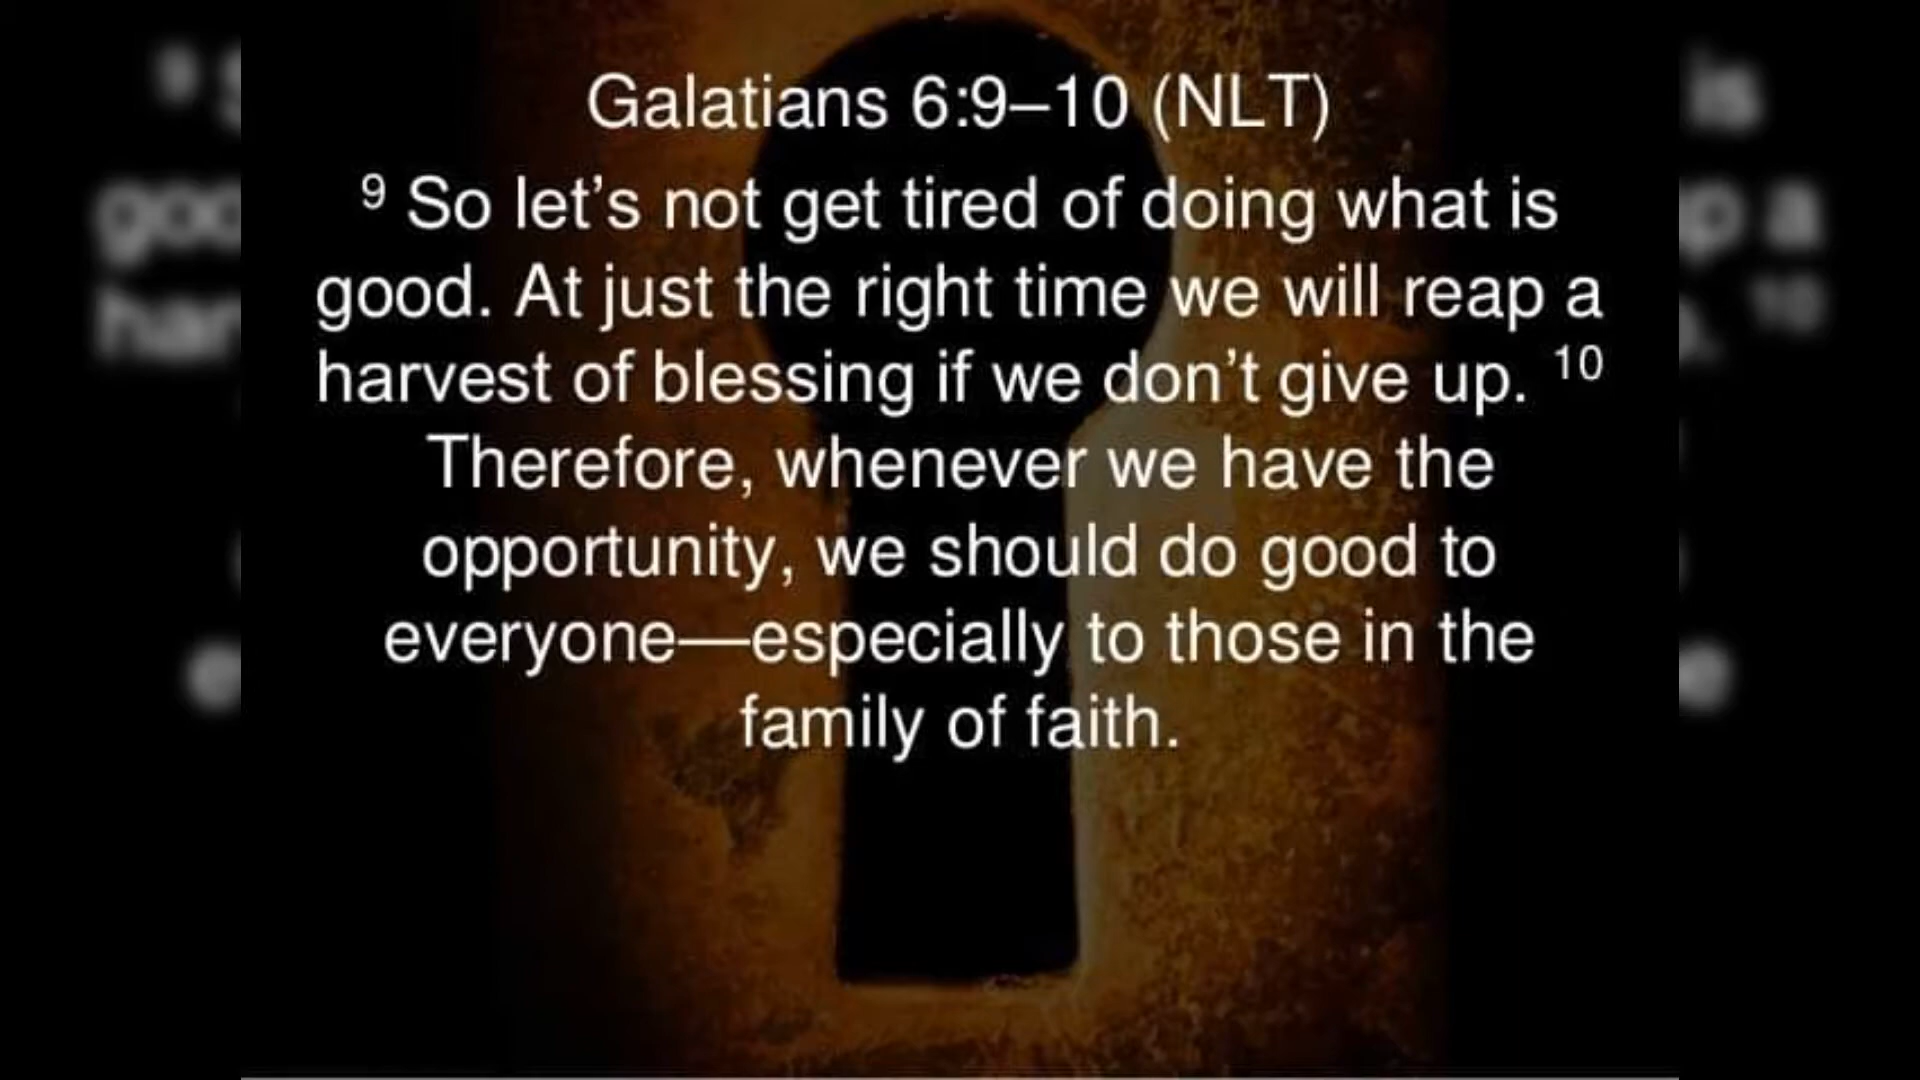 Galatians 6:9–10 (NLT)
9 So let’s not get tired of doing what is
good. At just the right time we will reap a
harvest of blessing if we don’t give up. 10
Therefore, whenever we have the
opportunity, we should do good to
everyone—especially to those in the
family of faith.